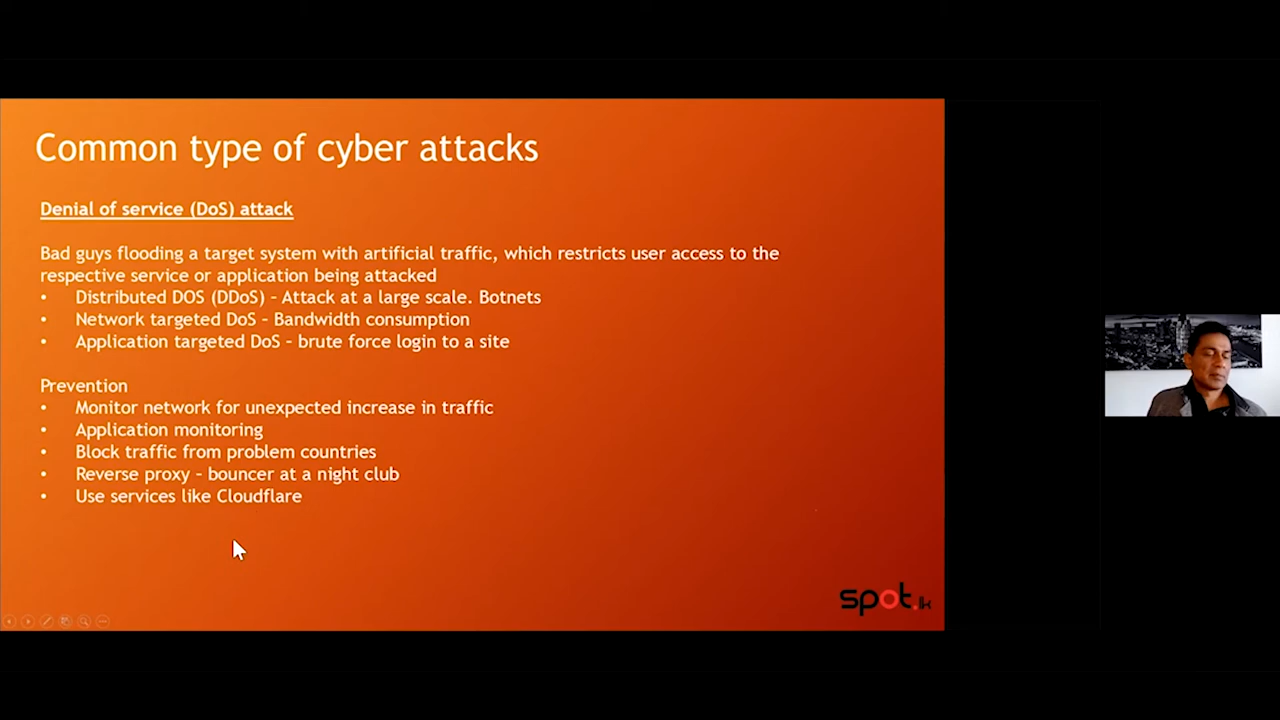 Common type of cyber attacks
Denial of service (DoS) attack
Bad guys flooding a target system with artificial traffic, which restricts user access to the
respective service or application being attacked
• Distributed DOS (DDoS) – Attack at a large scale. Botnets
• Network targeted DoS – Bandwidth consumption
• Application targeted DoS – brute force login to a site
Prevention
• Monitor network for unexpected increase in traffic
• Application monitoring
• Block traffic from problem countries
• Reverse proxy – bouncer at a night club
• Use services like Cloudflare
spot.lk